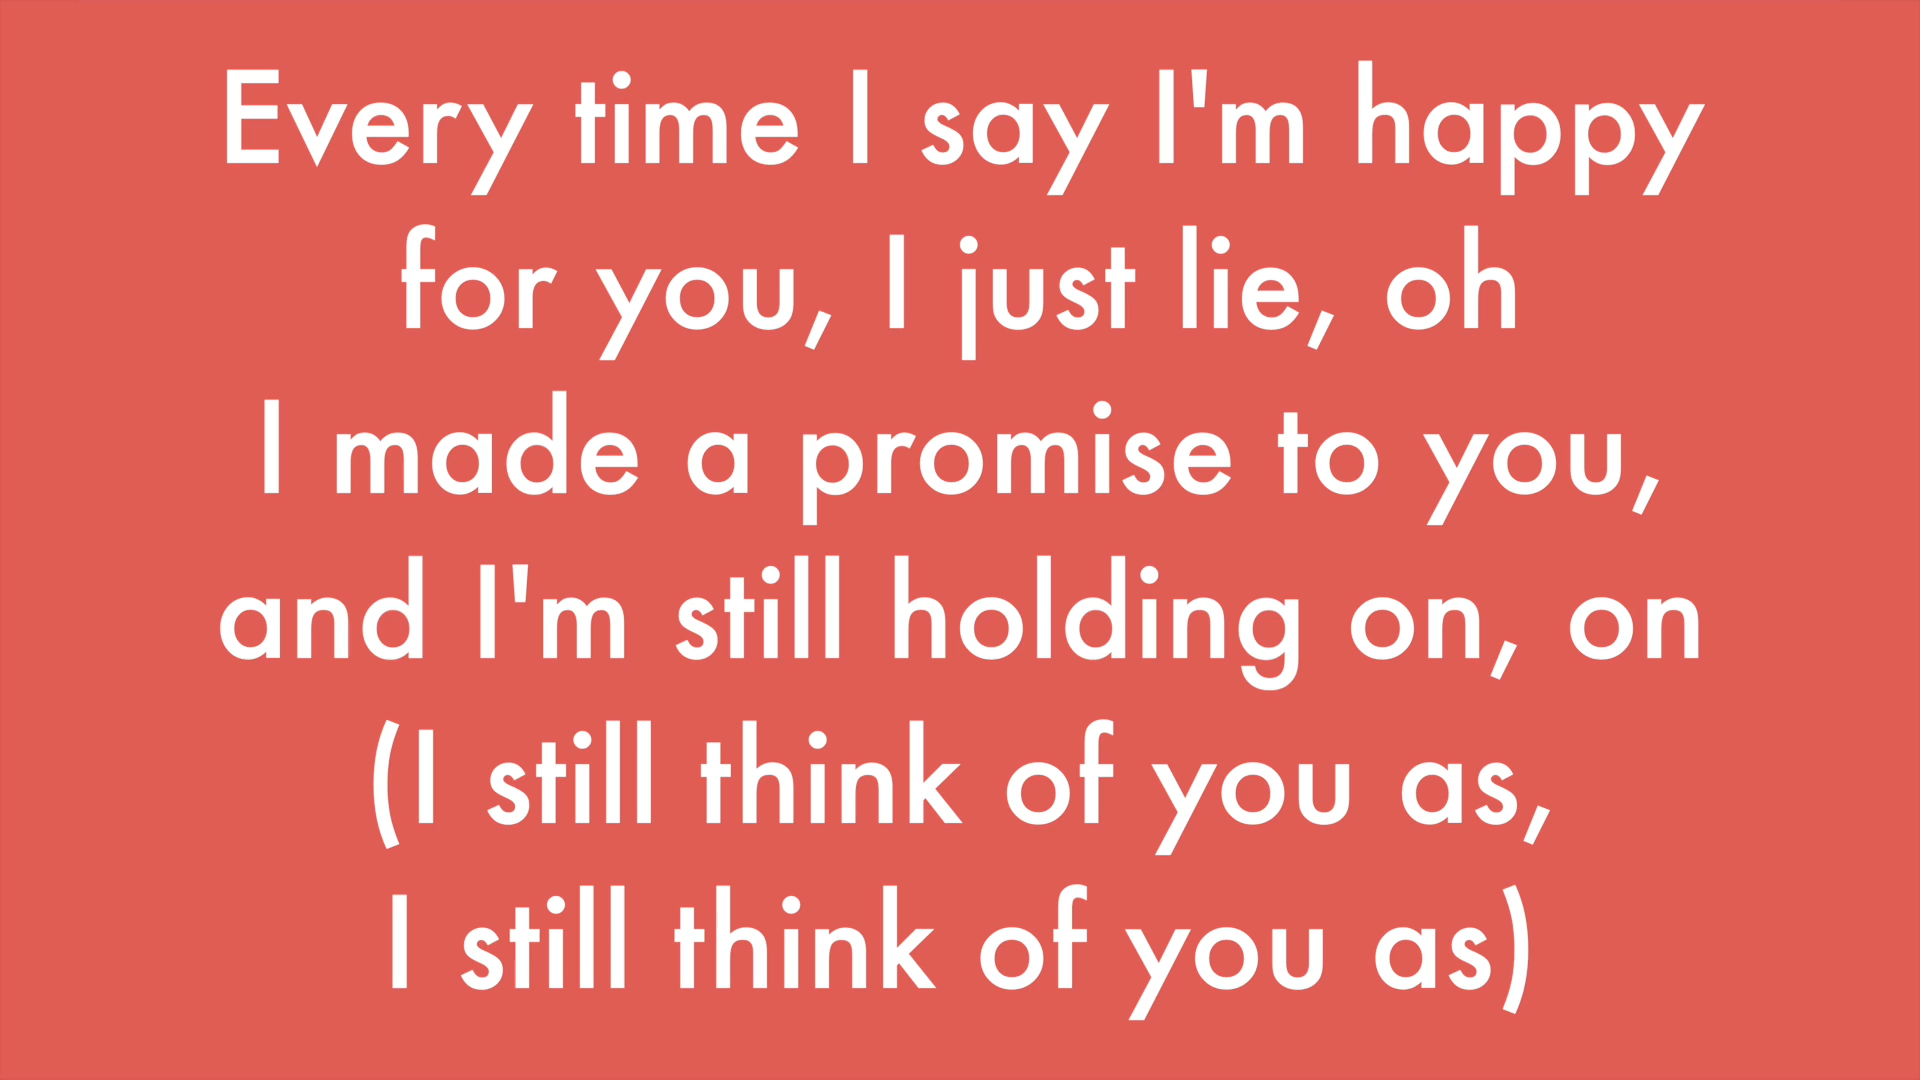 Every time I say I'm happy
for you, I just lie, oh
I made a promise to you,
and I'm still holding on, on
(I still think of you as,
I still think of you as)